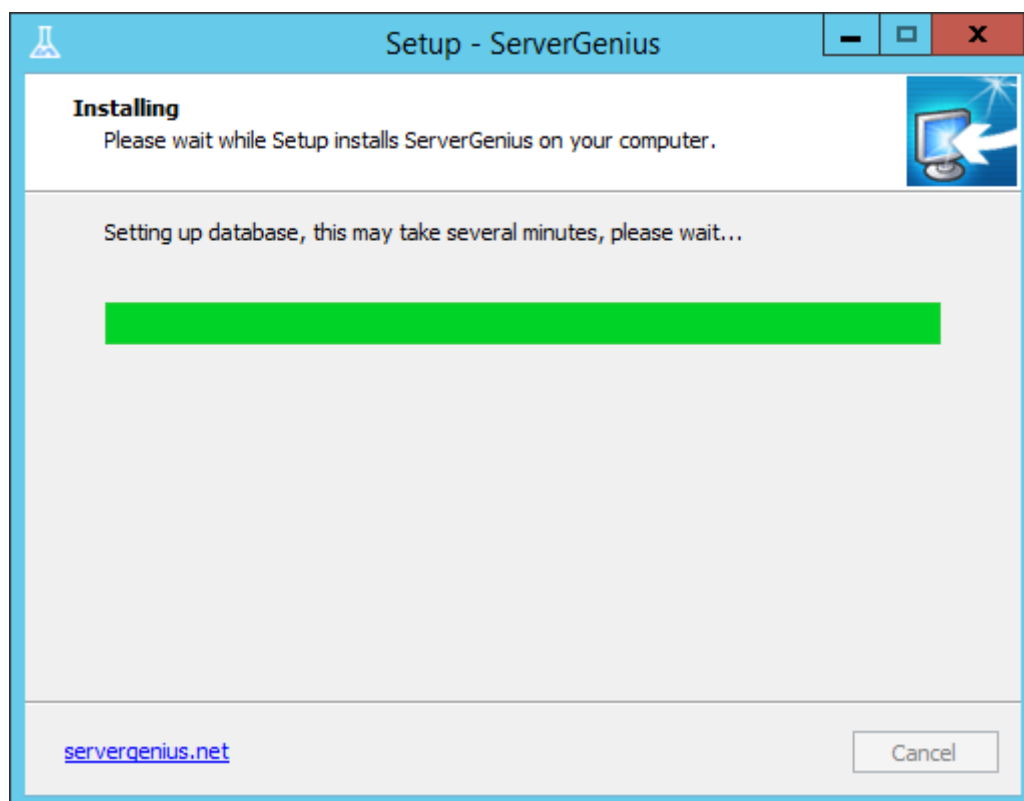 Setup - ServerGenius
Installing
Please wait while Setup installs ServerGenius on your computer.
Setting up database, this may take several minutes, please wait...
servergenius.net
Cancel